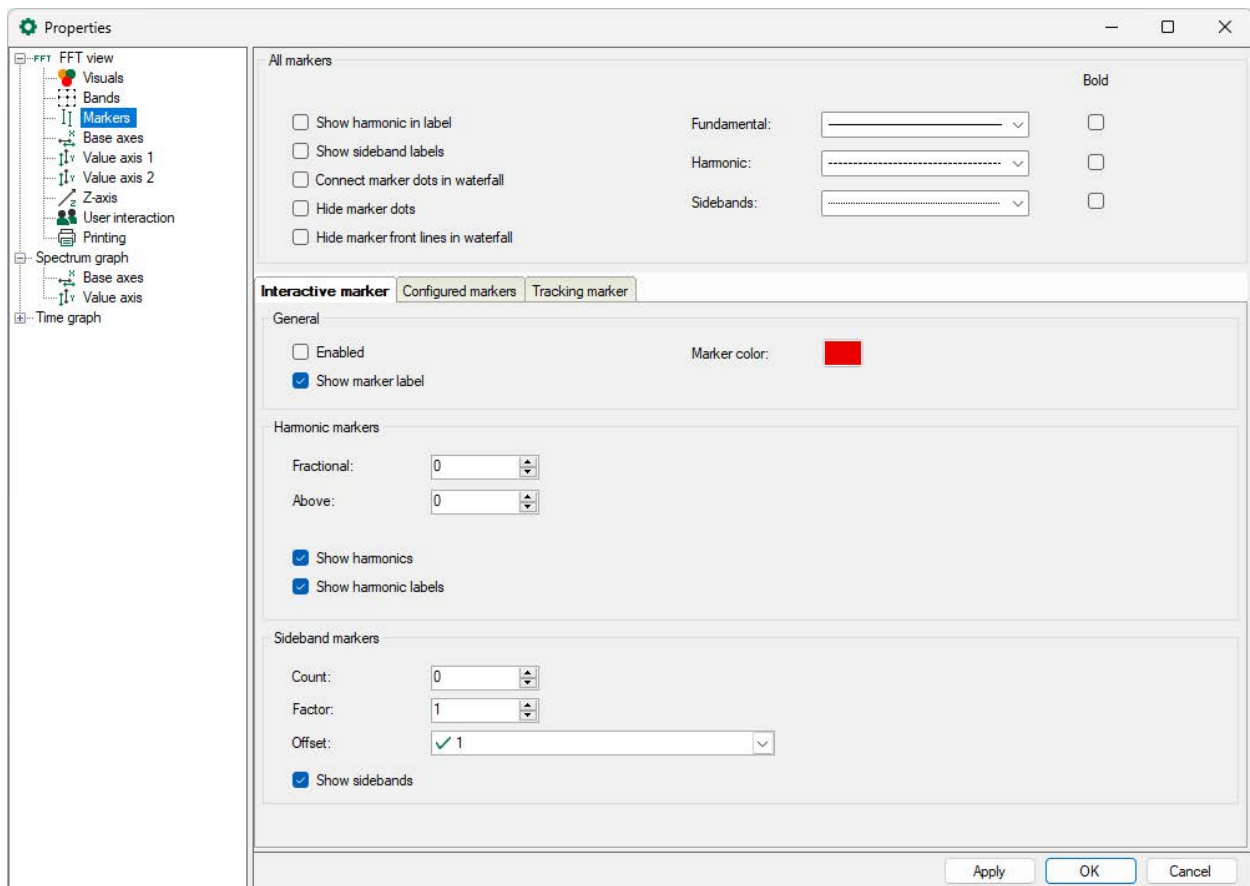 Properties
FFT FFT view
Visuals
Bands
Markers
X Base axes
Y Value axis 1
Y Value axis 2
Z Z-axis
User interaction
Printing
Spectrum graph
X Base axes
Y Value axis
Time graph
All markers
Bold
Show harmonic in label
Fundamental:
Show sideband labels
Harmonic:
Connect marker dots in waterfall
Sidebands:
Hide marker dots
Hide marker front lines in waterfall
Interactive marker Configured markers Tracking marker
General
Enabled Marker color:
Show marker label
Harmonic markers
Fractional: 0
Above: 0
Show harmonics
Show harmonic labels
Sideband markers
Count: 0
Factor: 1
Offset: 1
Show sidebands
Apply OK Cancel